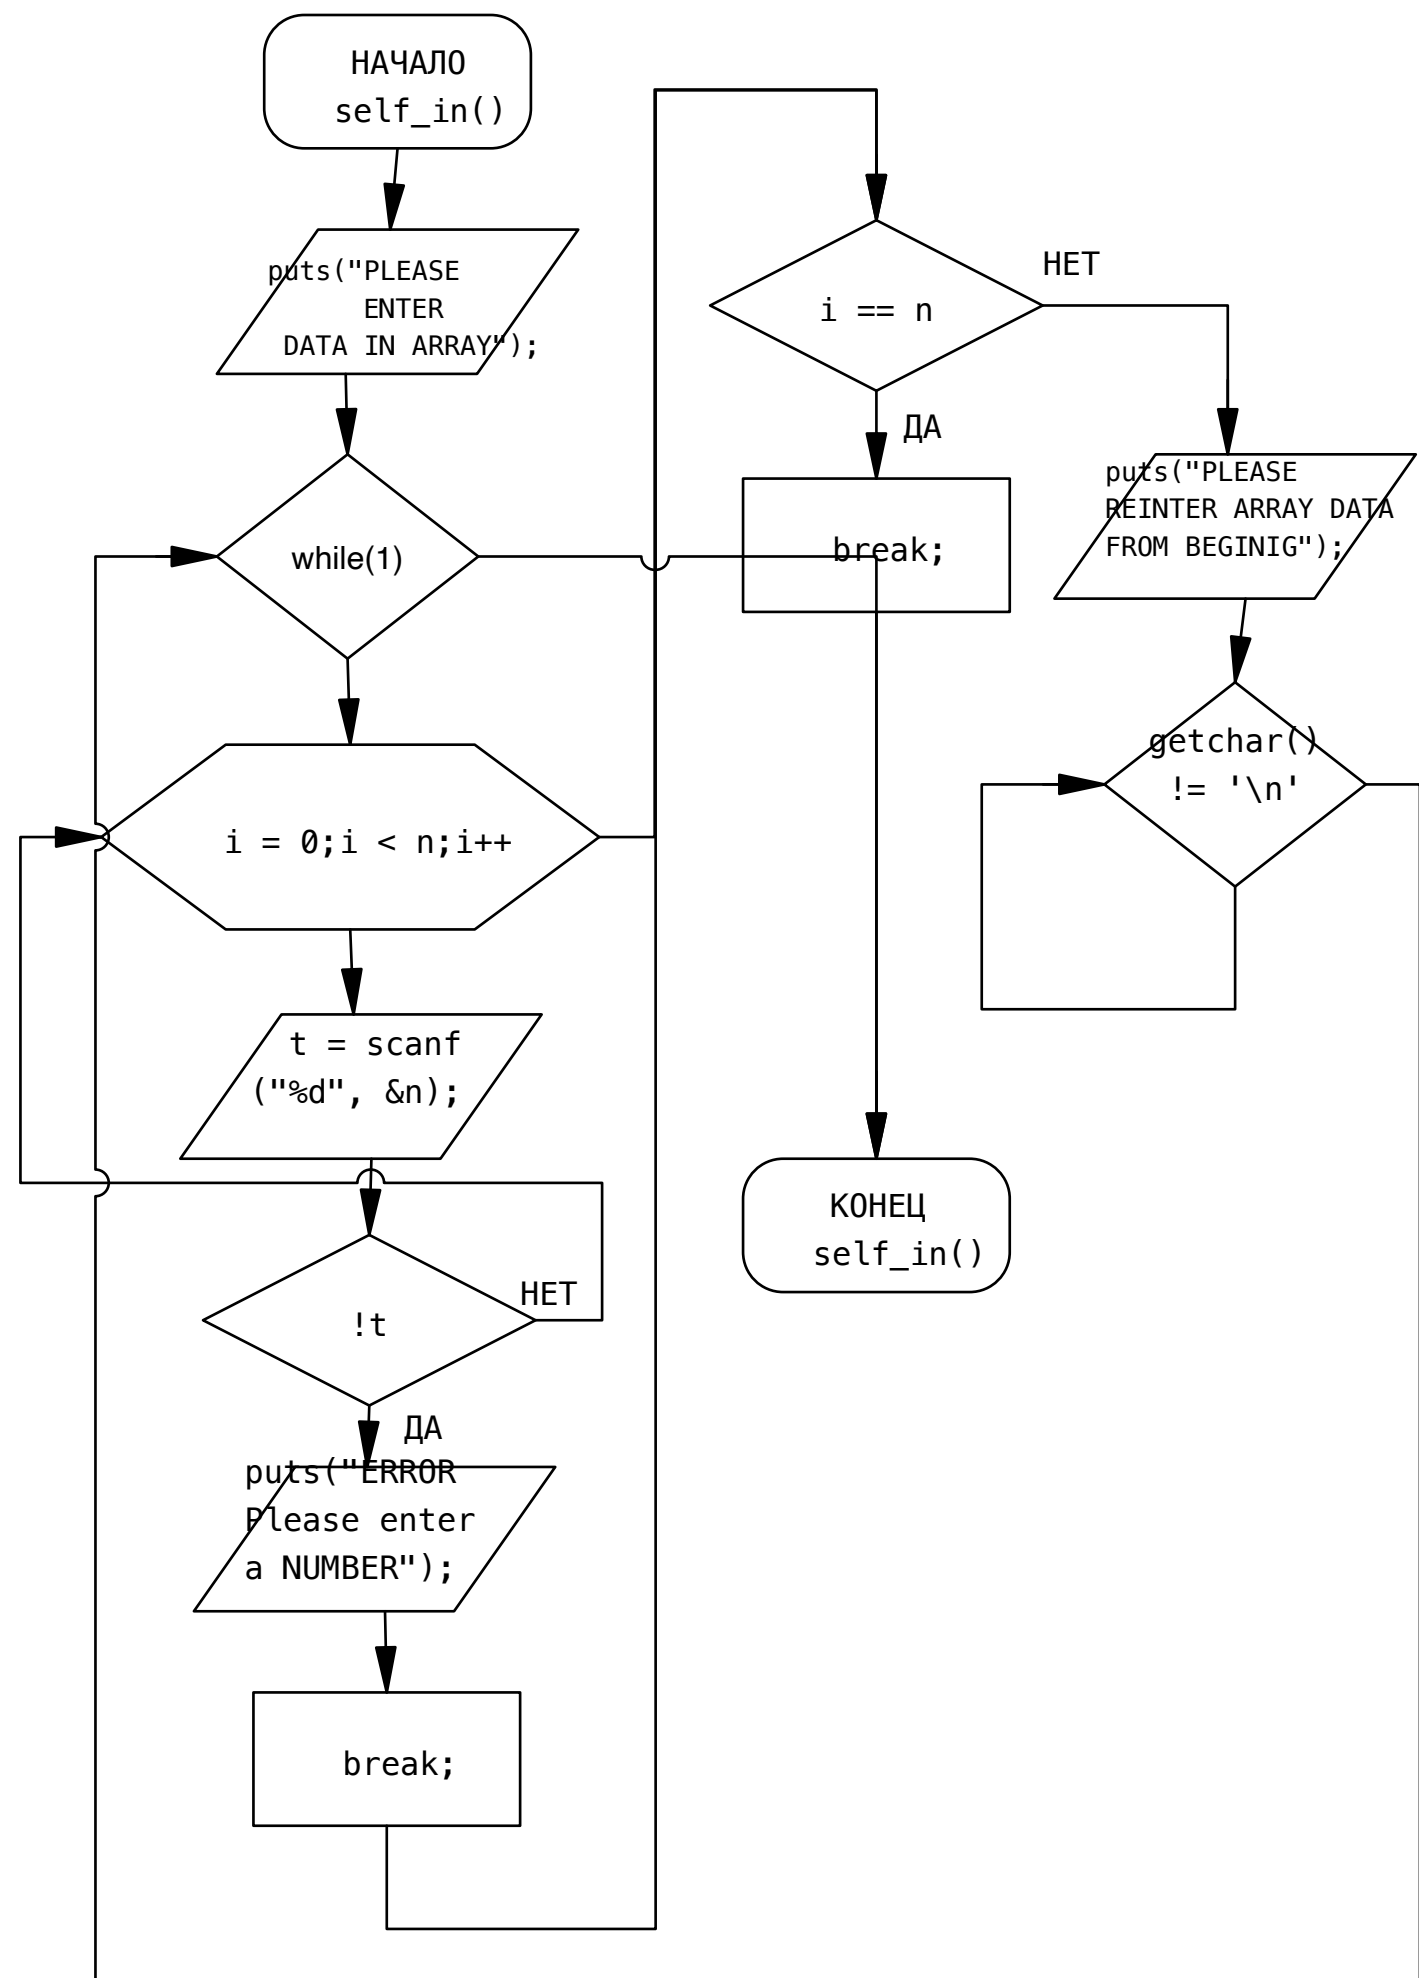 НАЧАЛО
self_in()
puts("PLEASE
ENTER
DATA IN ARRAY");
while(1)
i = 0;i < n;i++
t = scanf
("%d", &n);
НЕТ
!t
ДА
puts("ERROR
Please enter
a NUMBER");
break;
НЕТ
i == n
ДА
break;
puts("PLEASE
REINTER ARRAY DATA
FROM BEGINIG");
getchar()
!= '\n'
КОНЕЦ
self_in()